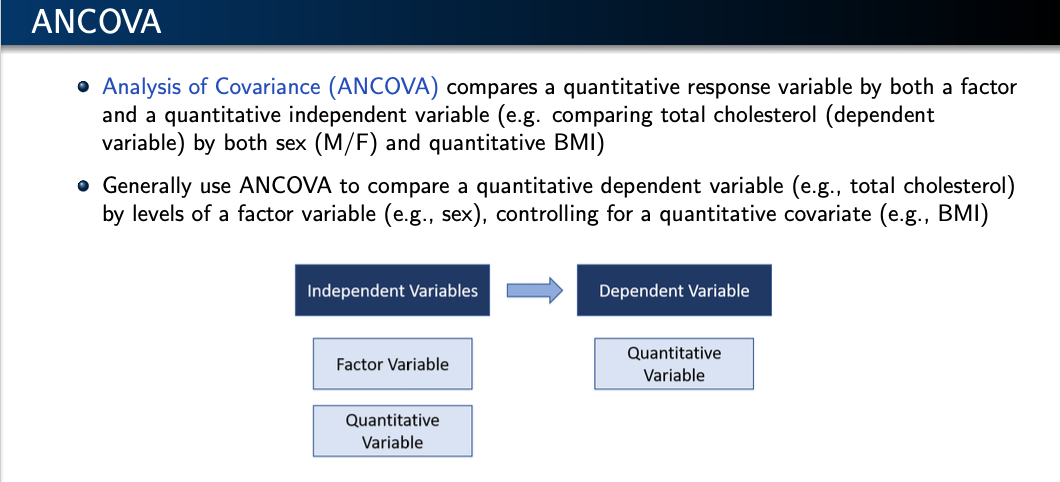 ANCOVA
Analysis of Covariance (ANCOVA) compares a quantitative response variable by both a factor
and a quantitative independent variable (e.g. comparing total cholesterol (dependent
variable) by both sex (M/F) and quantitative BMI)
Generally use ANCOVA to compare a quantitative dependent variable (e.g., total cholesterol)
by levels of a factor variable (e.g., sex), controlling for a quantitative covariate (e.g., BMI)
Independent Variables
Dependent Variable
Factor Variable
Quantitative
Variable
Quantitative
Variable